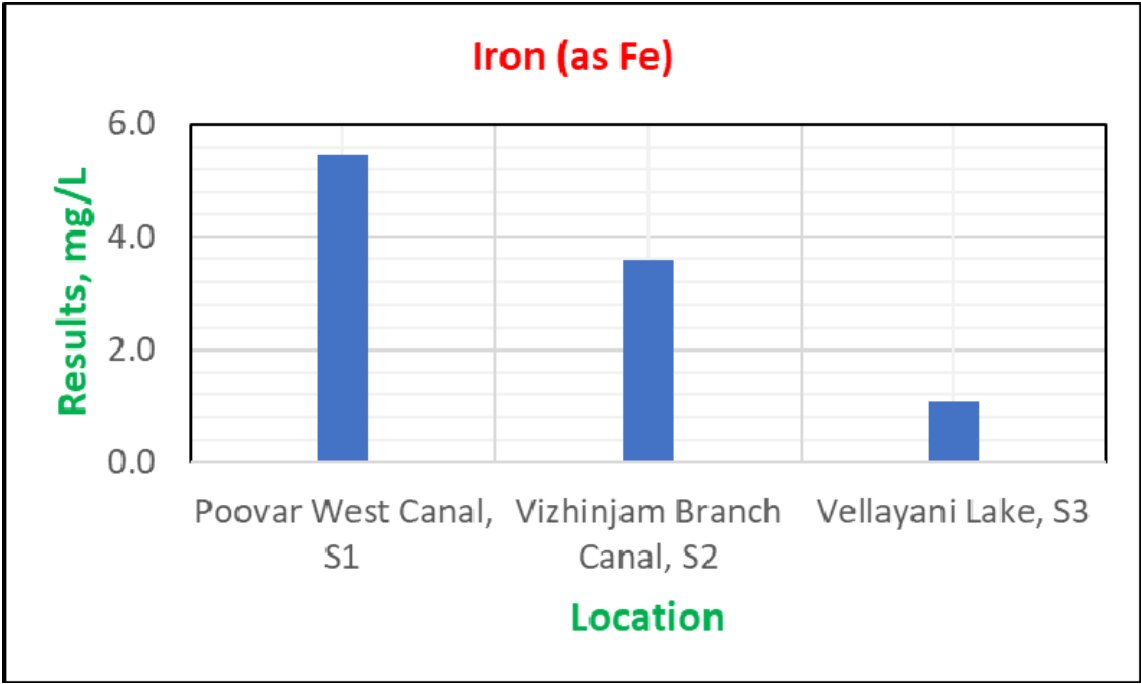 Iron (as Fe)
Results, mg/L
6.0
4.0
2.0
0.0
Poovar West Canal, S1
Vizhinjam Branch Canal, S2
Vellayani Lake, S3
Location